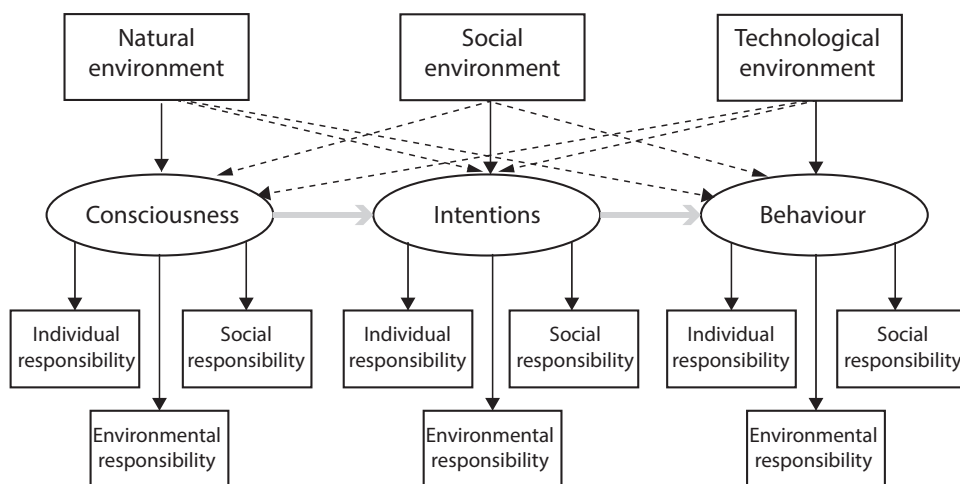 Natural
environment
Social
environment
Technological
environment
Consciousness
Intentions
Behaviour
Individual
responsibility
Social
responsibility
Individual
responsibility
Social
responsibility
Individual
responsibility
Social
responsibility
Environmental
responsibility
Environmental
responsibility
Environmental
responsibility